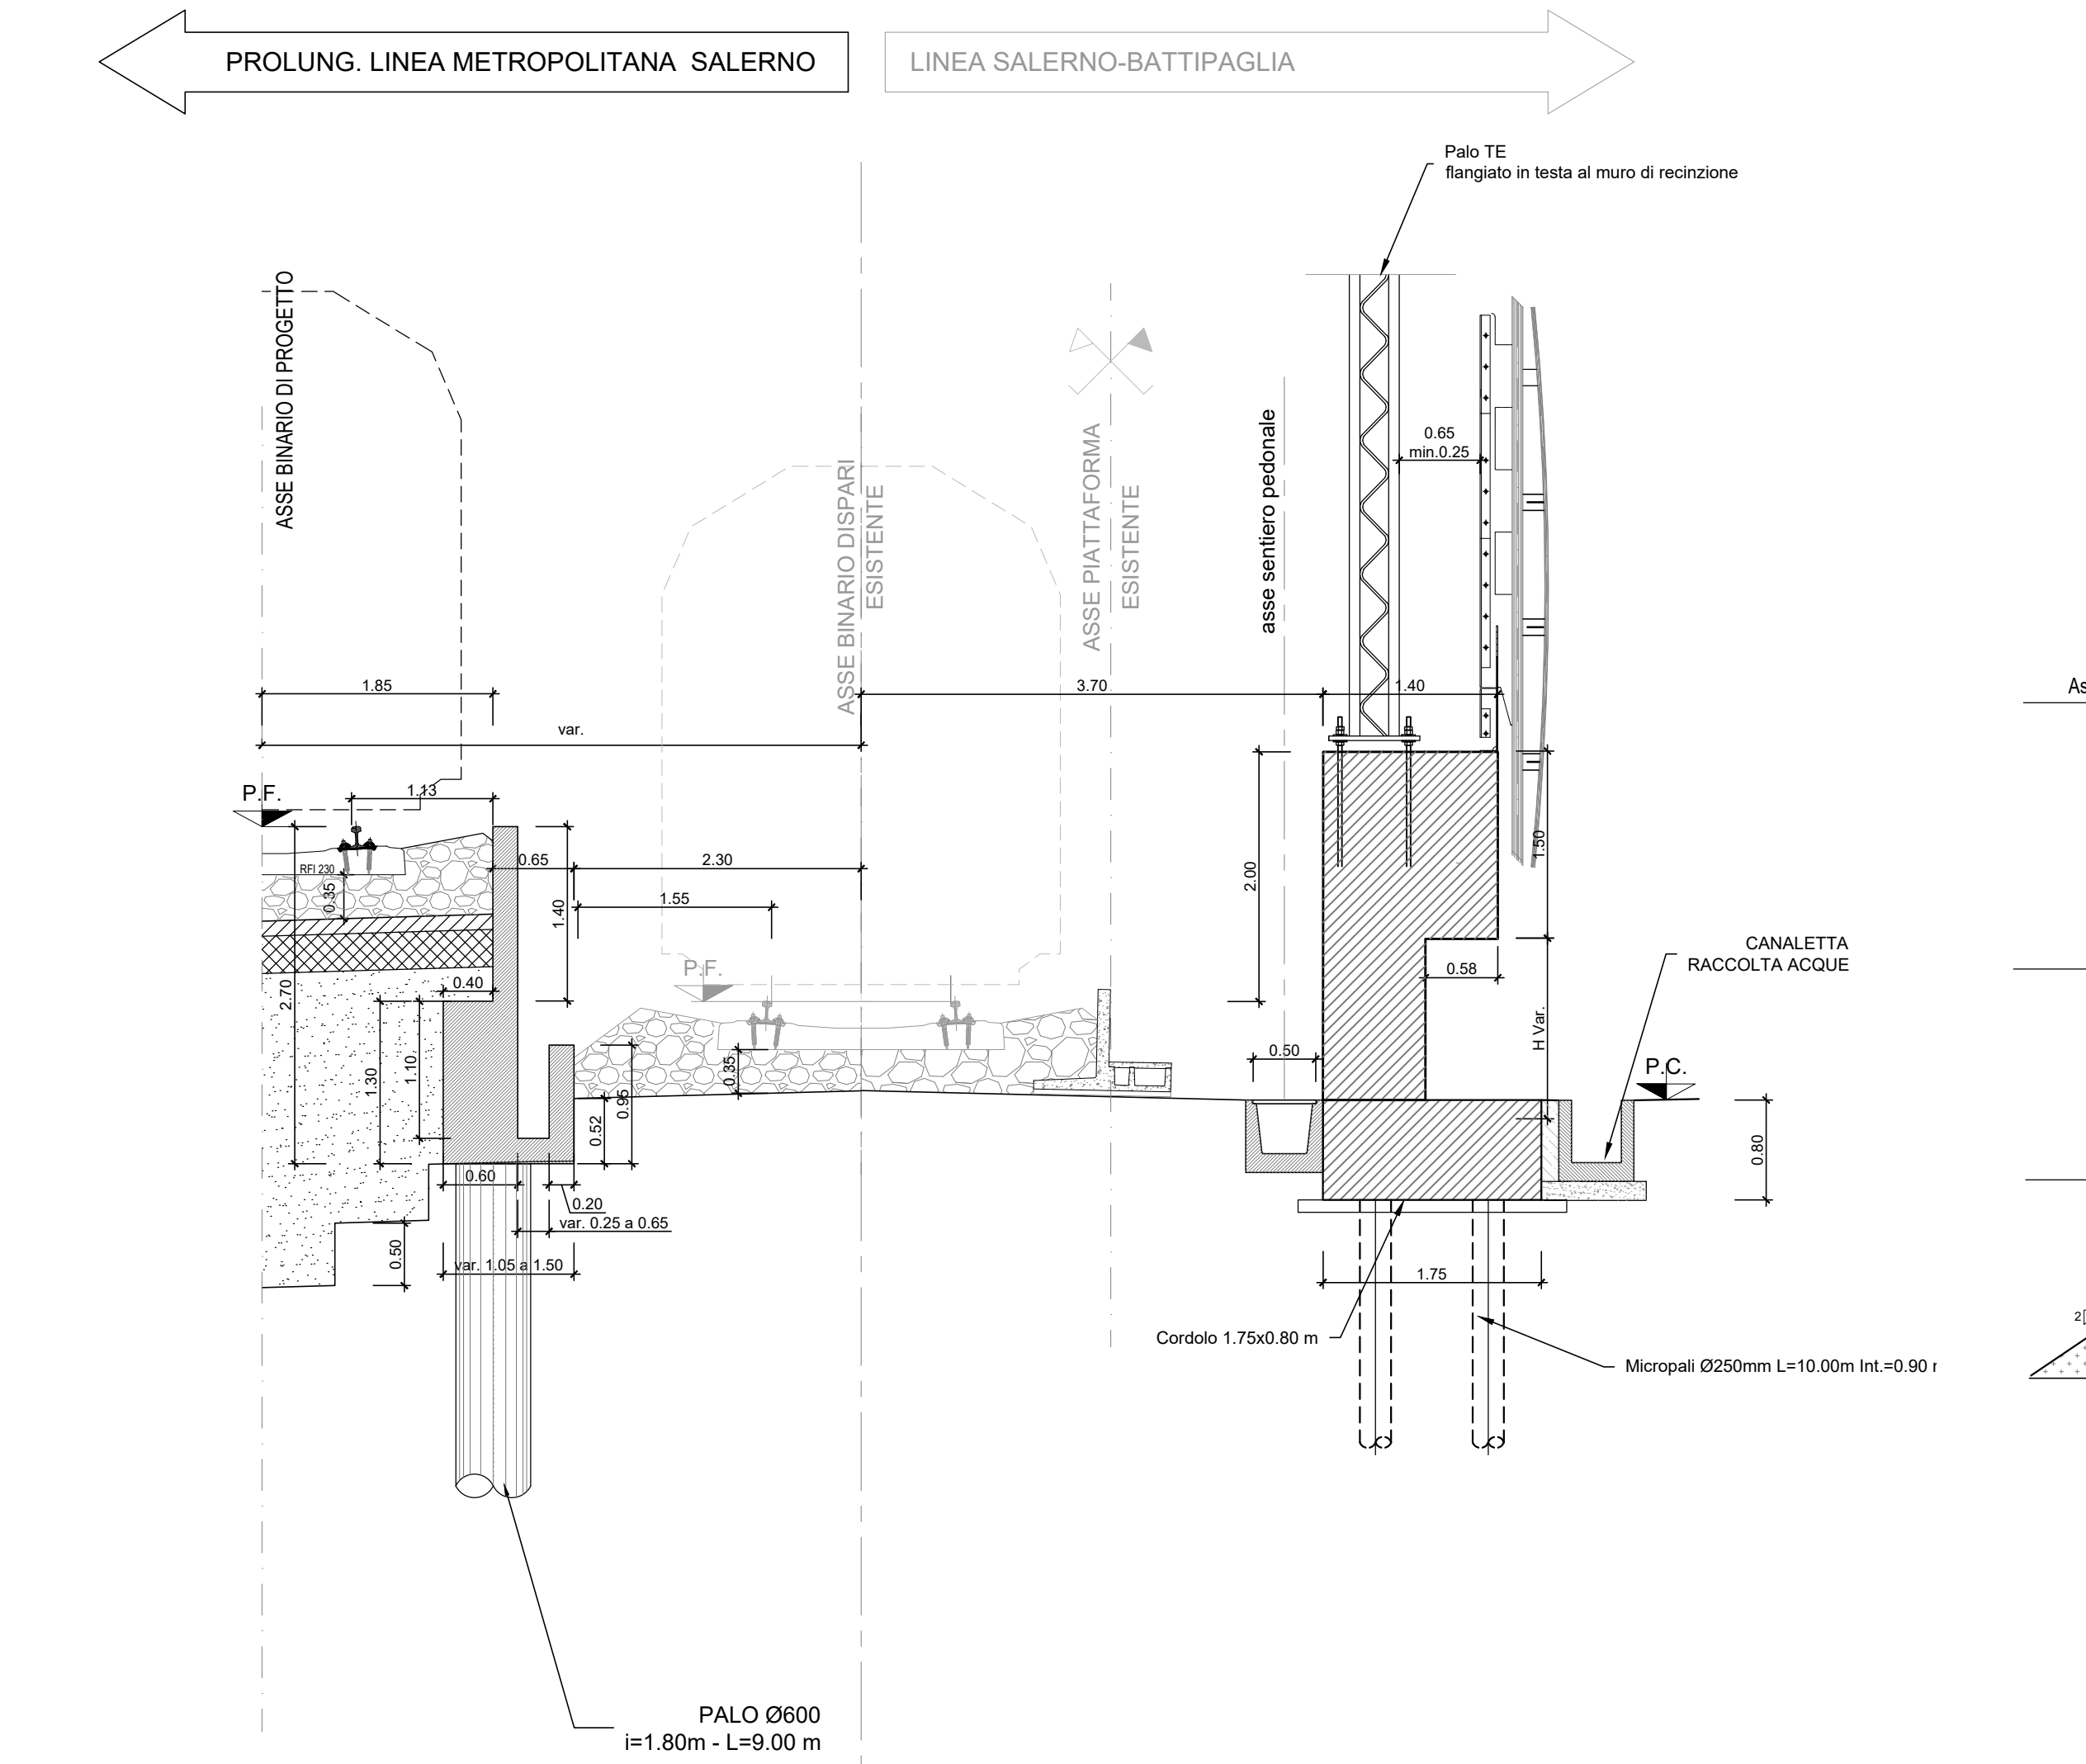 PROLUNG. LINEA METROPOLITANA SALERNO
LINEA SALERNO-BATTIPAGLIA
Palo TE
flangiato in testa al muro di recinzione
ASSE BINARIO DI PROGETTO
ASSE BINARIO DISPARI
ESISTENTE
ASSE PIATTAFORMA
ESISTENTE
asse sentiero pedonale
0.65
min.0.25
1.85
3.70
1.40
var.
P.F.
1.13
RFI 230
0.35
0.65
2.30
1.40
1.55
2.00
1.50
P.F.
0.58
CANALETTA
RACCOLTA ACQUE
2.70
0.40
1.30
1.10
0.35
0.95
0.52
0.50
H Var.
P.C.
0.80
0.60
0.20
var. 0.25 a 0.65
0.50
var. 1.05 a 1.50
1.75
Cordolo 1.75x0.80 m
Micropali Ø250mm L=10.00m Int.=0.90
PALO Ø600
i=1.80m - L=9.00 m
As
2